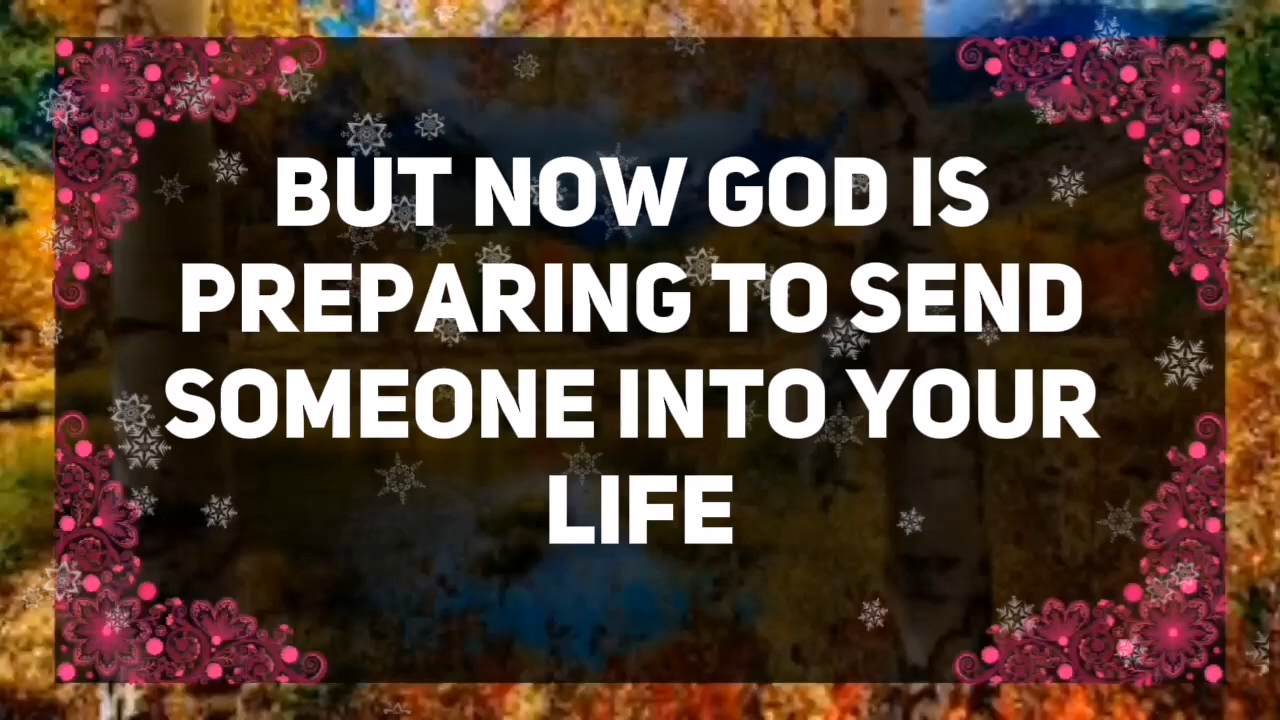 BUT NOW GOD IS
PREPARING TO SEND
SOMEONE INTO YOUR
LIFE